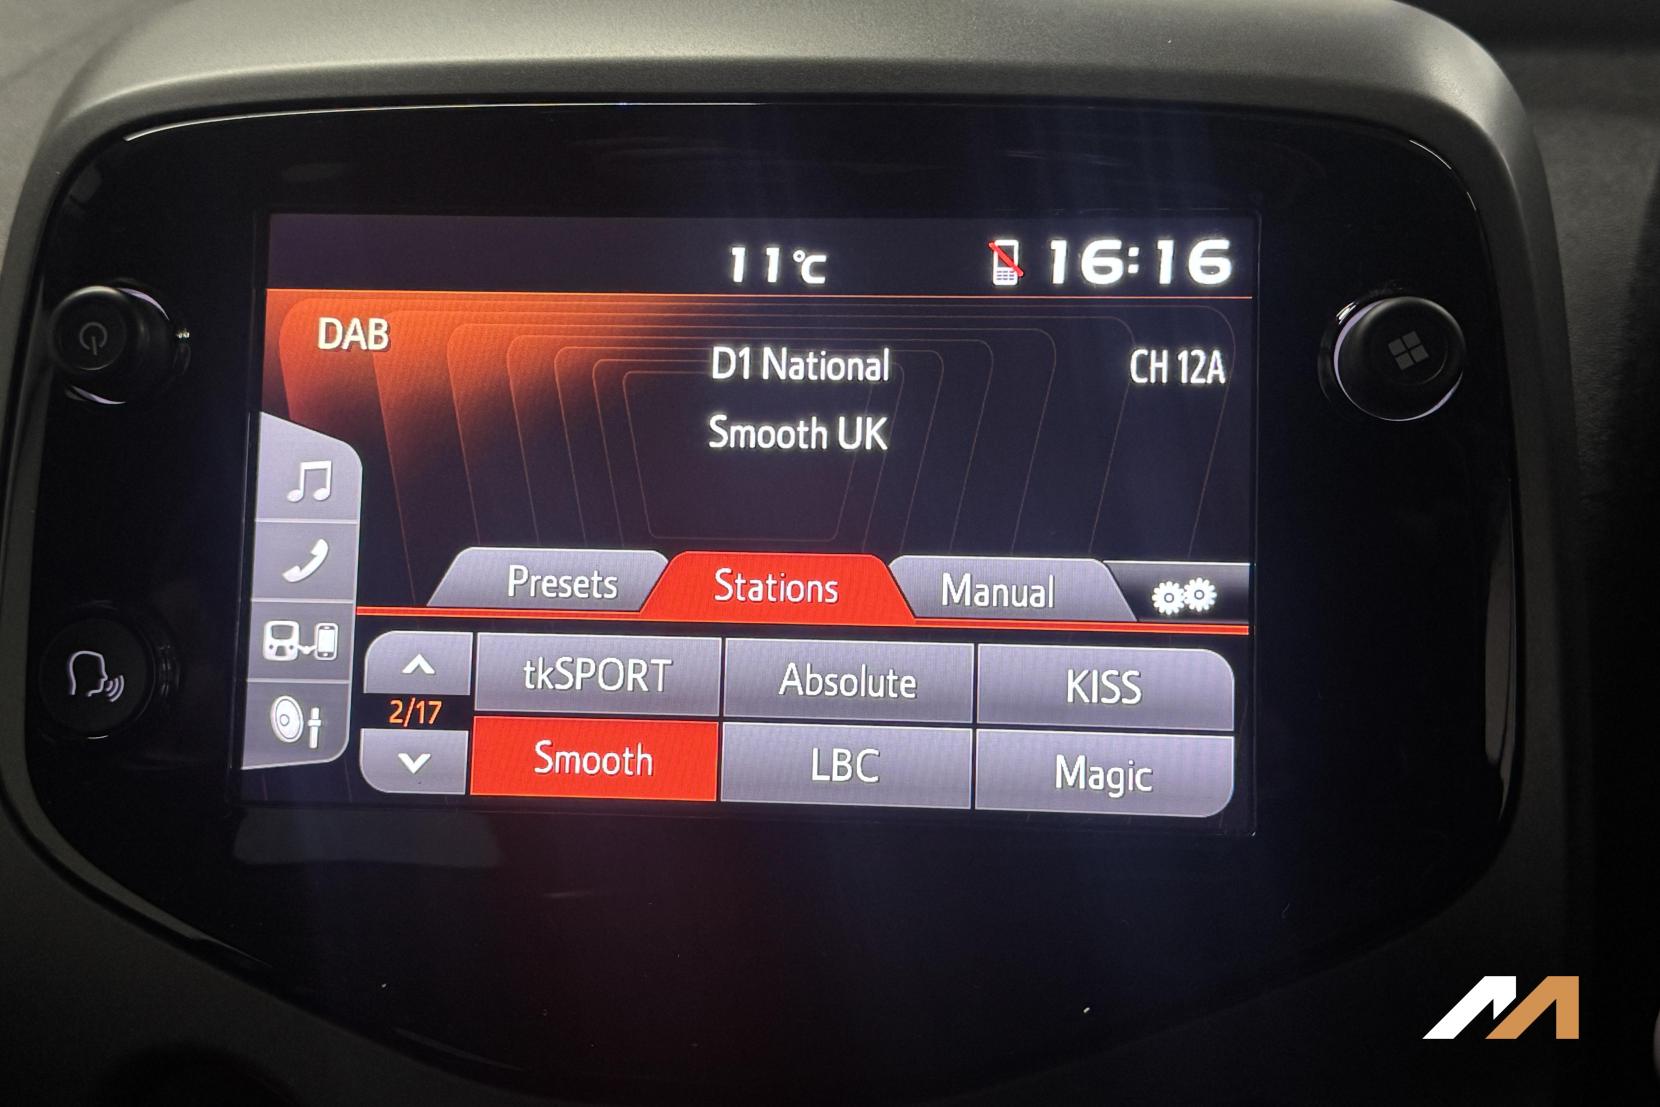 11°C 16:16
DAB
D1 National CH 12A
Smooth UK
Presets Stations Manual
tkSPORT Absolute KISS
2/17
Smooth LBC Magic